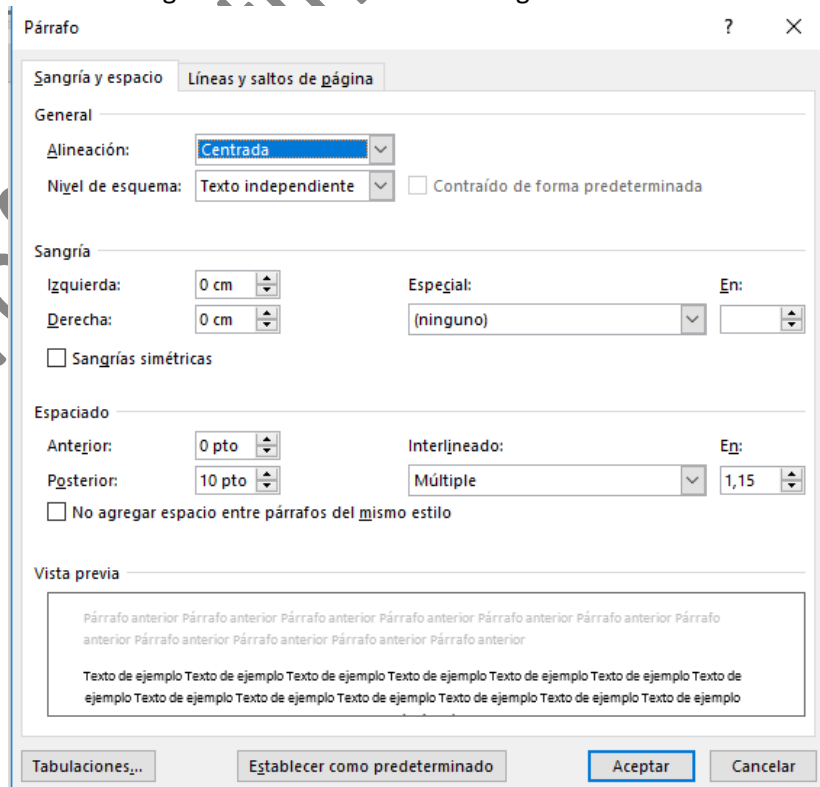 Párrafo ?
Sangría y espacio Líneas y saltos de página
General
Alineación: Centrada
Nivel de esquema: Texto independiente Contraído de forma predeterminada
Sangría
Izquierda: 0 cm Especial: En:
Derecha: 0 cm (ninguno)
Sangrías simétricas
Espaciado
Anterior: 0 pto Interlineado: En:
Posterior: 10 pto Múltiple 1,15
No agregar espacio entre párrafos del mismo estilo
Vista previa
Párrafo anterior Párrafo anterior Párrafo anterior Párrafo anterior Párrafo anterior Párrafo anterior Párrafo
anterior Párrafo anterior Párrafo anterior Párrafo anterior Párrafo anterior
Texto de ejemplo Texto de ejemplo Texto de ejemplo Texto de ejemplo Texto de ejemplo Texto de ejemplo Texto de
ejemplo Texto de ejemplo Texto de ejemplo Texto de ejemplo Texto de ejemplo Texto de ejemplo Texto de ejemplo
Tabulaciones... Establecer como predeterminado Aceptar Cancelar